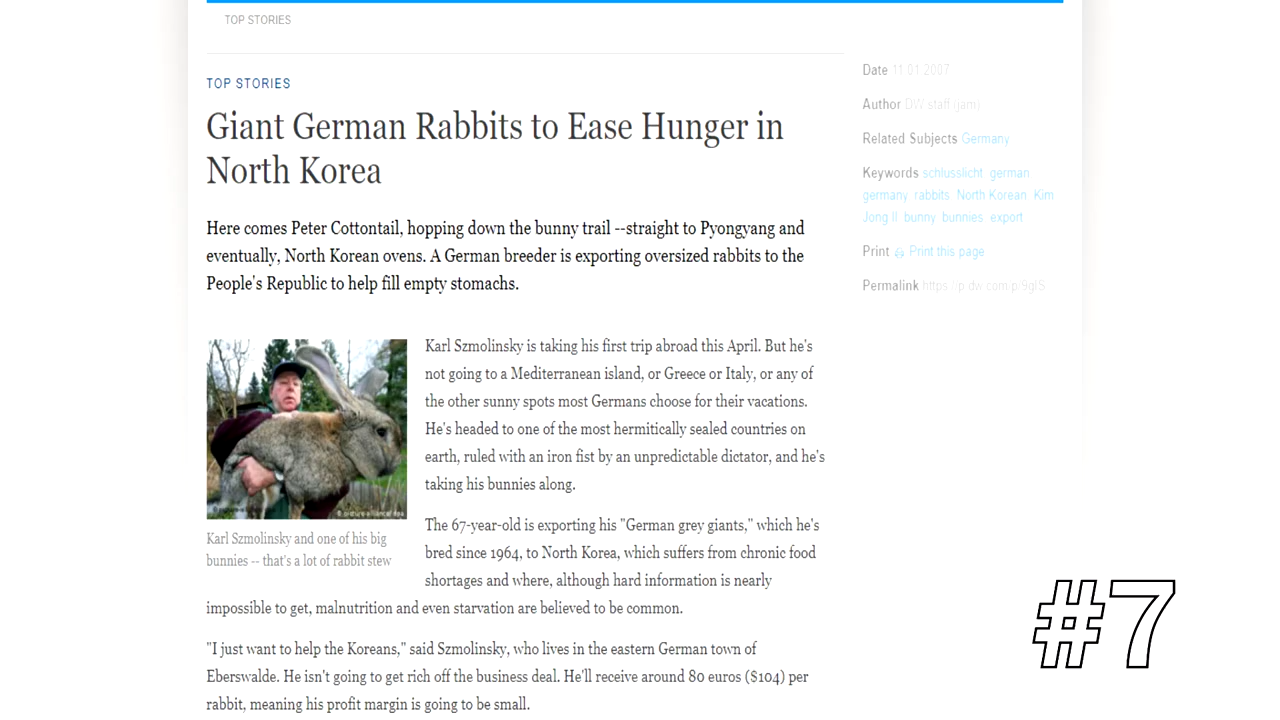 TOP STORIES
TOP STORIES
Giant German Rabbits to Ease Hunger in
North Korea
Here comes Peter Cottontail, hopping down the bunny trail --straight to Pyongyang and
eventually, North Korean ovens. A German breeder is exporting oversized rabbits to the
People's Republic to help fill empty stomachs.
Karl Szmolinsky and one of his big
bunnies -- that's a lot of rabbit stew
Karl Szmolinsky is taking his first trip abroad this April. But he's
not going to a Mediterranean island, or Greece or Italy, or any of
the other sunny spots most Germans choose for their vacations.
He's headed to one of the most hermitically sealed countries on
earth, ruled with an iron fist by an unpredictable dictator, and he's
taking his bunnies along.
The 67-year-old is exporting his "German grey giants," which he's
bred since 1964, to North Korea, which suffers from chronic food
shortages and where, although hard information is nearly
impossible to get, malnutrition and even starvation are believed to be common.
"I just want to help the Koreans," said Szmolinsky, who lives in the eastern German town of
Eberswalde. He isn't going to get rich off the business deal. He'll receive around 80 euros ($104) per
rabbit, meaning his profit margin is going to be small.
Date 11.01.2007
Author DW staff (jam)
Related Subjects Germany
Keywords schlusslicht german
germany rabbits North Korean Kim
Jong Il bunny bunnies export
Print Print this page
Permalink https://p.dw.com/p/9gIS
#7